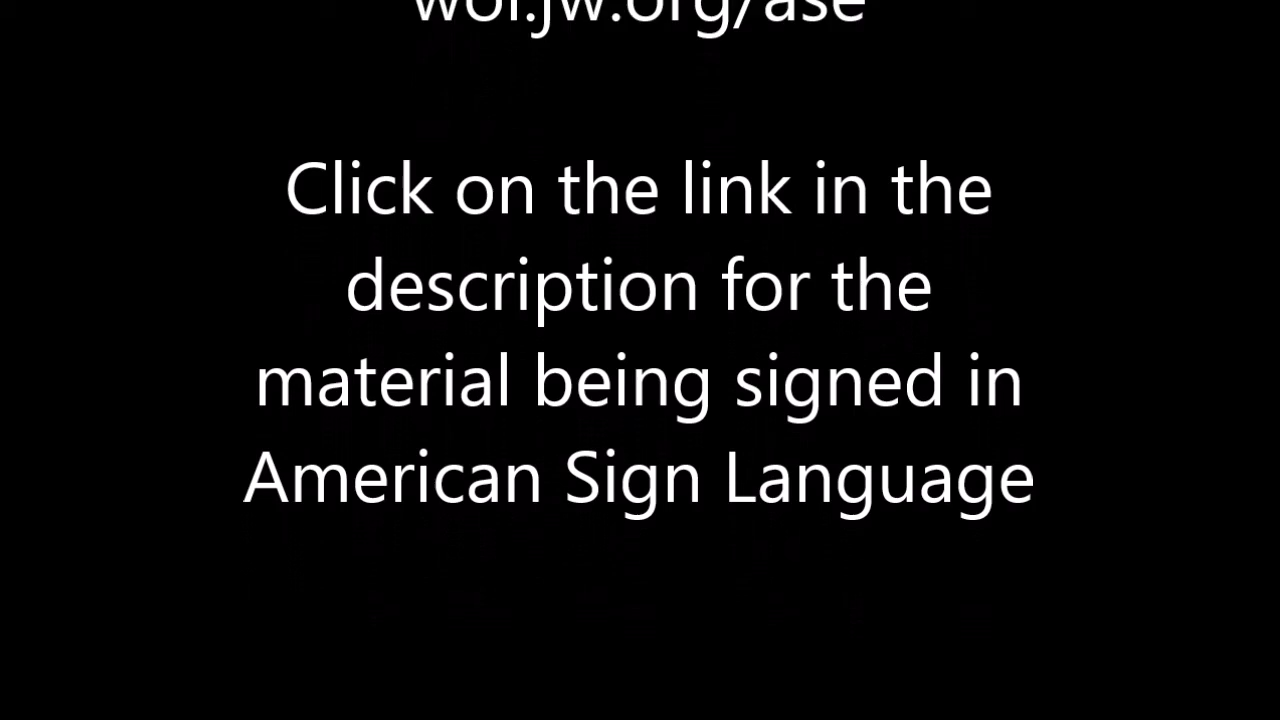 wol.jw.org/ase
Click on the link in the
description for the
material being signed in
American Sign Language